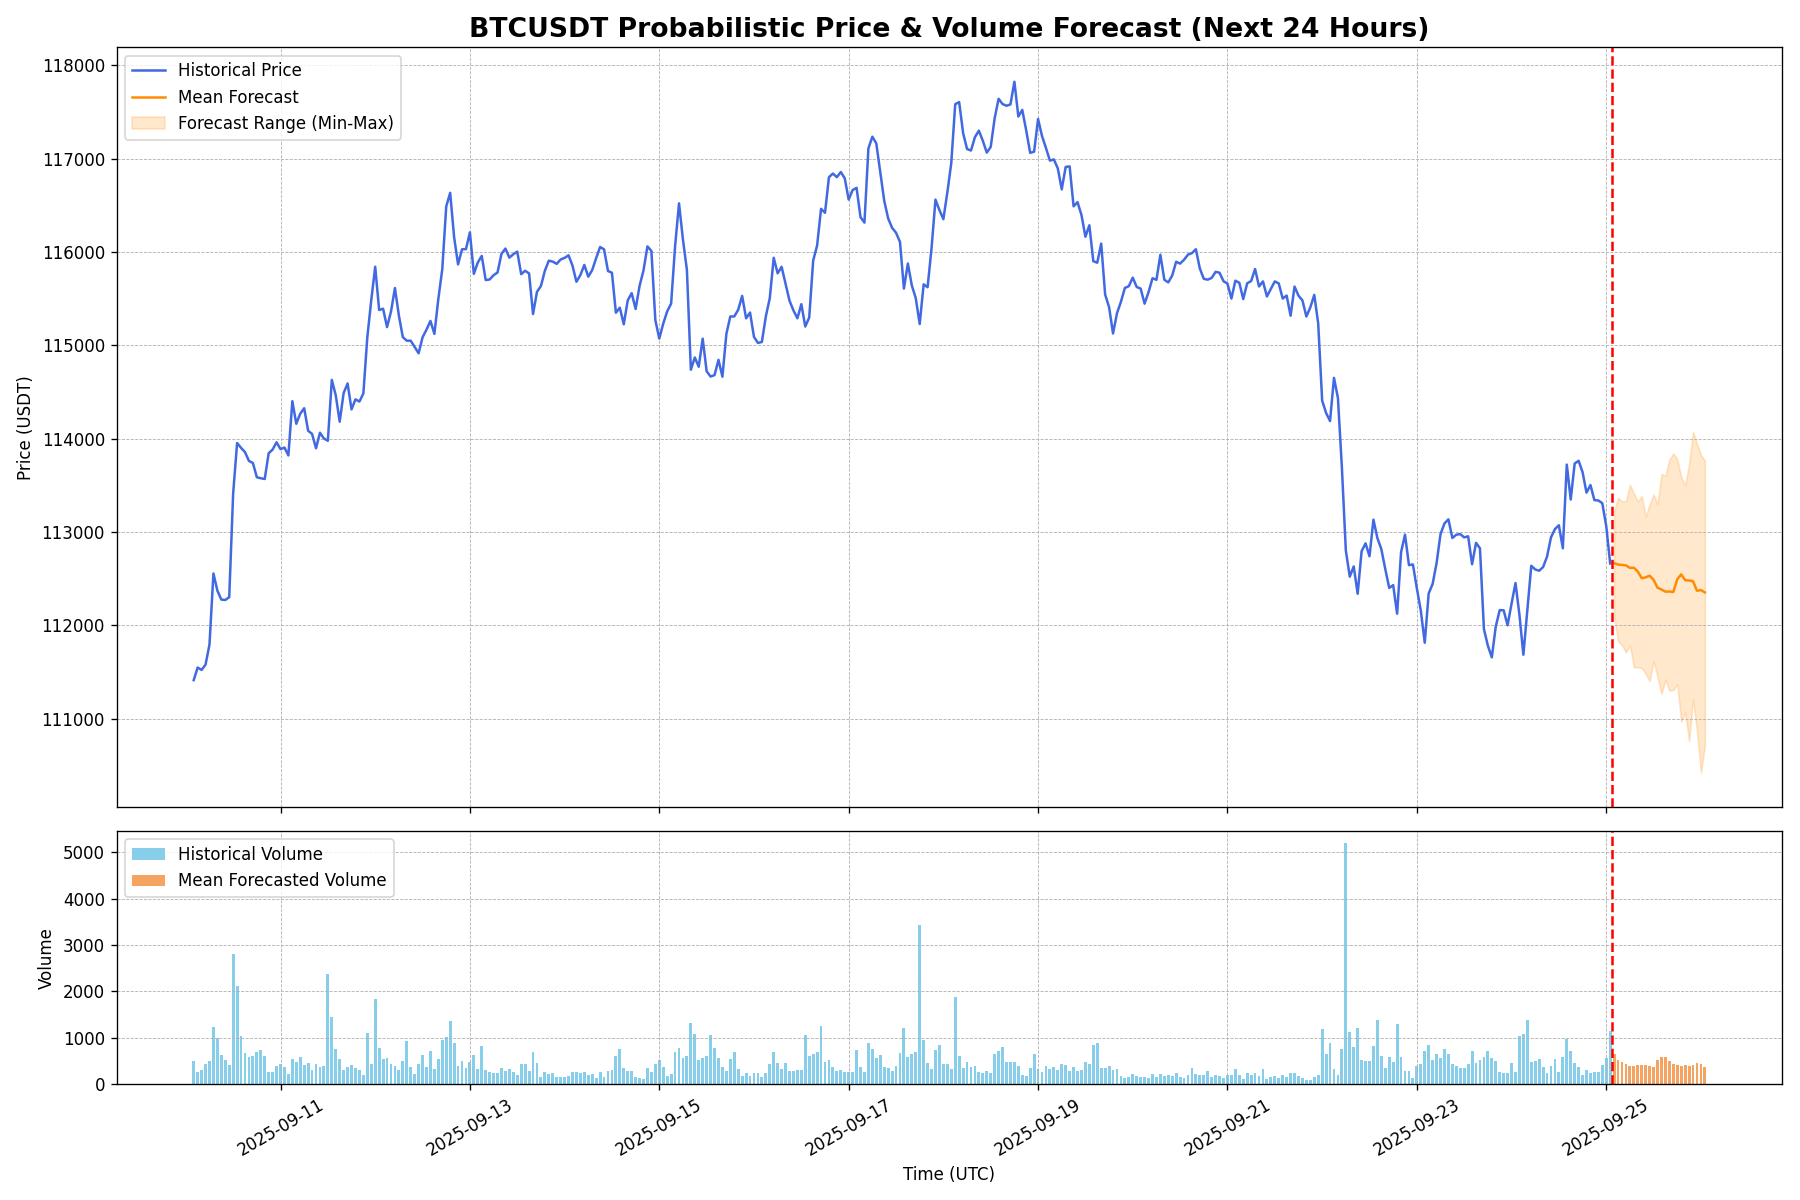 BTCUSDT Probabilistic Price & Volume Forecast (Next 24 Hours)
118000
117000
116000
115000
114000
113000
112000
111000
Price (USDT)
Historical Price
Mean Forecast
Forecast Range (Min-Max)
5000
4000
3000
2000
1000
0
Volume
Historical Volume
Mean Forecasted Volume
2025-09-11
2025-09-13
2025-09-15
2025-09-17
2025-09-19
2025-09-21
2025-09-23
2025-09-25
Time (UTC)